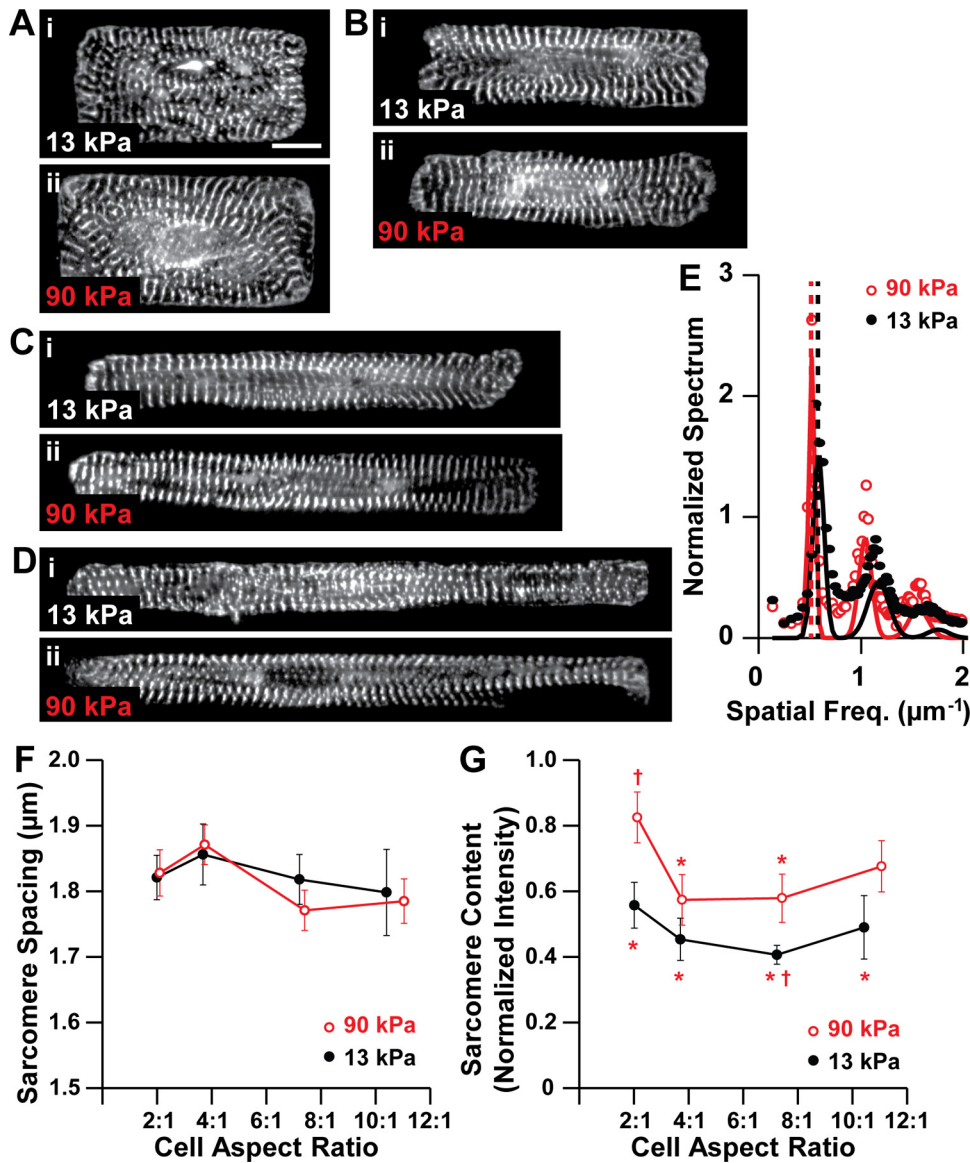 A
i
13 kPa
ii
90 kPa
B
i
13 kPa
ii
90 kPa
C
i
13 kPa
ii
90 kPa
D
i
13 kPa
ii
90 kPa
E
3
2
1
0
Normalized Spectrum
90 kPa
13 kPa
0 1 2
Spatial Freq. (µm⁻¹)
F
2.0
1.9
1.8
1.7
1.6
1.5
Sarcomere Spacing (µm)
90 kPa
13 kPa
2:1 4:1 6:1 8:1 10:1 12:1
Cell Aspect Ratio
G
1.0
0.8
0.6
0.4
0.2
0
Sarcomere Content
(Normalized Intensity)
†
* *
* * * † *
90 kPa
13 kPa
2:1 4:1 6:1 8:1 10:1 12:1
Cell Aspect Ratio